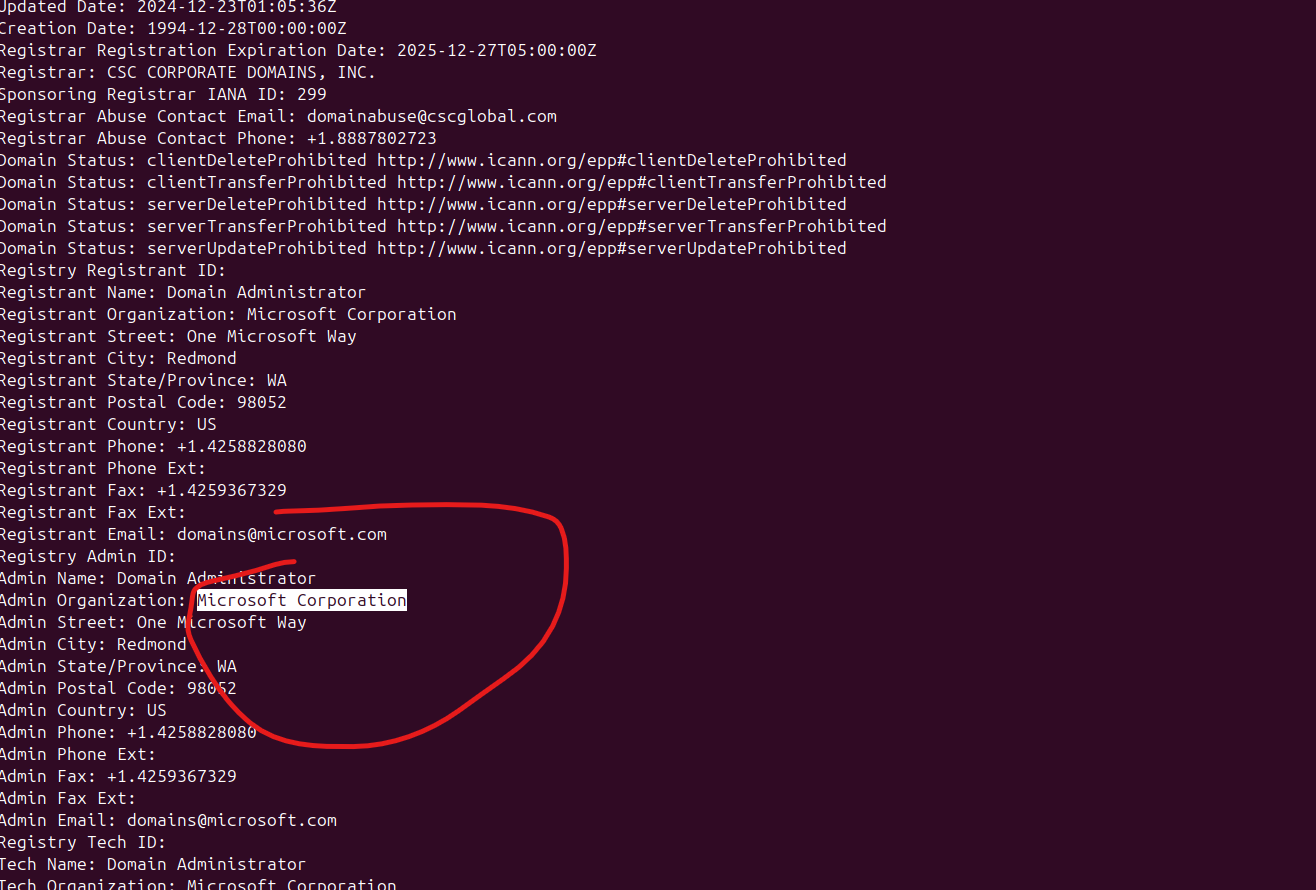 Updated Date: 2024-12-23T01:05:36Z
Creation Date: 1994-12-28T00:00:00Z
Registrar Registration Expiration Date: 2025-12-27T05:00:00Z
Registrar: CSC CORPORATE DOMAINS, INC.
Sponsoring Registrar IANA ID: 299
Registrar Abuse Contact Email: domainabuse@cscglobal.com
Registrar Abuse Contact Phone: +1.8887802723
Domain Status: clientDeleteProhibited http://www.icann.org/epp#clientDeleteProhibited
Domain Status: clientTransferProhibited http://www.icann.org/epp#clientTransferProhibited
Domain Status: serverDeleteProhibited http://www.icann.org/epp#serverDeleteProhibited
Domain Status: serverTransferProhibited http://www.icann.org/epp#serverTransferProhibited
Domain Status: serverUpdateProhibited http://www.icann.org/epp#serverUpdateProhibited
Registry Registrant ID:
Registrant Name: Domain Administrator
Registrant Organization: Microsoft Corporation
Registrant Street: One Microsoft Way
Registrant City: Redmond
Registrant State/Province: WA
Registrant Postal Code: 98052
Registrant Country: US
Registrant Phone: +1.4258828080
Registrant Phone Ext:
Registrant Fax: +1.4259367329
Registrant Fax Ext:
Registrant Email: domains@microsoft.com
Registry Admin ID:
Admin Name: Domain Administrator
Admin Organization: Microsoft Corporation
Admin Street: One Microsoft Way
Admin City: Redmond
Admin State/Province: WA
Admin Postal Code: 98052
Admin Country: US
Admin Phone: +1.4258828080
Admin Phone Ext:
Admin Fax: +1.4259367329
Admin Fax Ext:
Admin Email: domains@microsoft.com
Registry Tech ID:
Tech Name: Domain Administrator
Tech Organization: Microsoft Corporation